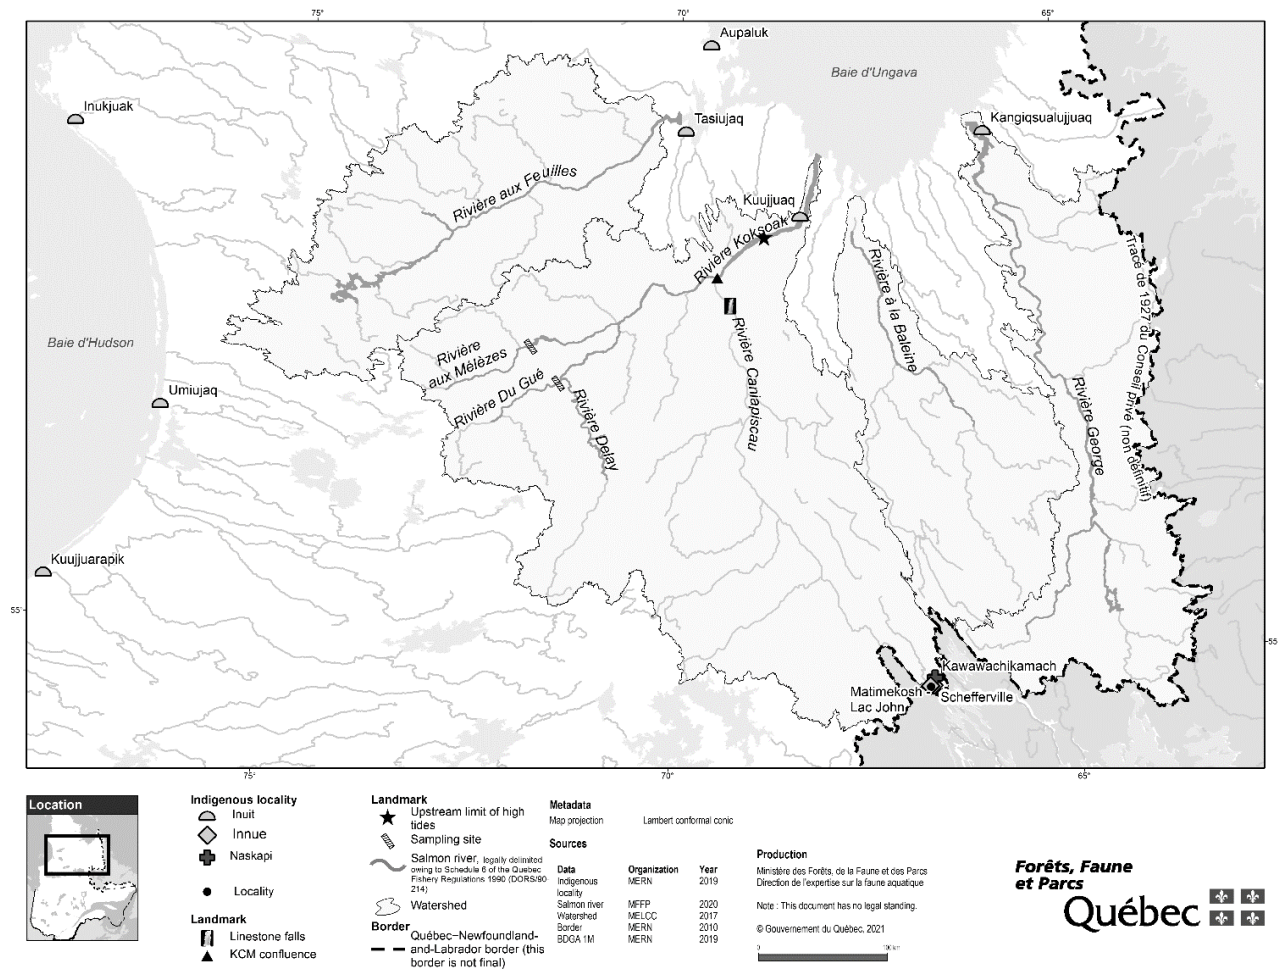 75°
70°
65°
Aupaluk
Baie d'Ungava
Inukjuak
Tasiujaq
Kangiqsualujjuaq
Rivière aux Feuilles
Kuujjuaq
Rivière Koksoak
Rivière à la Baleine
Tracé de 1927 du Conseil privé (non définitif)
Baie d'Hudson
Rivière
aux Mélèzes
Rivière Du Gué
Rivière Delay
Rivière Caniapiscau
Rivière George
Umiujaq
Kuujjuarapik
55°
55
Kawawachikamach
Matimekosh -
Lac John
Schefferville
75°
70°
65°
Location
Indigenous locality
Inuit
Innue
Naskapi
Locality
Landmark
Linestone falls
KCM confluence
Landmark
Upstream limit of high
tides
Sampling site
Salmon river, legally delimited
owing to Schedule 6 of the Quebec
Fishery Regulations 1990 (DORS/90
214)
Watershed
Border
Québec–Newfoundland-
and-Labrador border (this
border is not final)
Metadata
Map projection Lambert conformal conic
Sources
Data Organization Year
Indigenous MERN 2019
locality
Salmon river MFFP 2020
Watershed MELCC 2017
Border MERN 2010
BDGA 1M MERN 2019
Production
Ministère des Forêts, de la Faune et des Parcs
Direction de l'expertise sur la faune aquatique
Note : This document has no legal standing.
© Gouvernement du Québec, 2021
0 100 km
Forêts, Faune
et Parcs
Québec